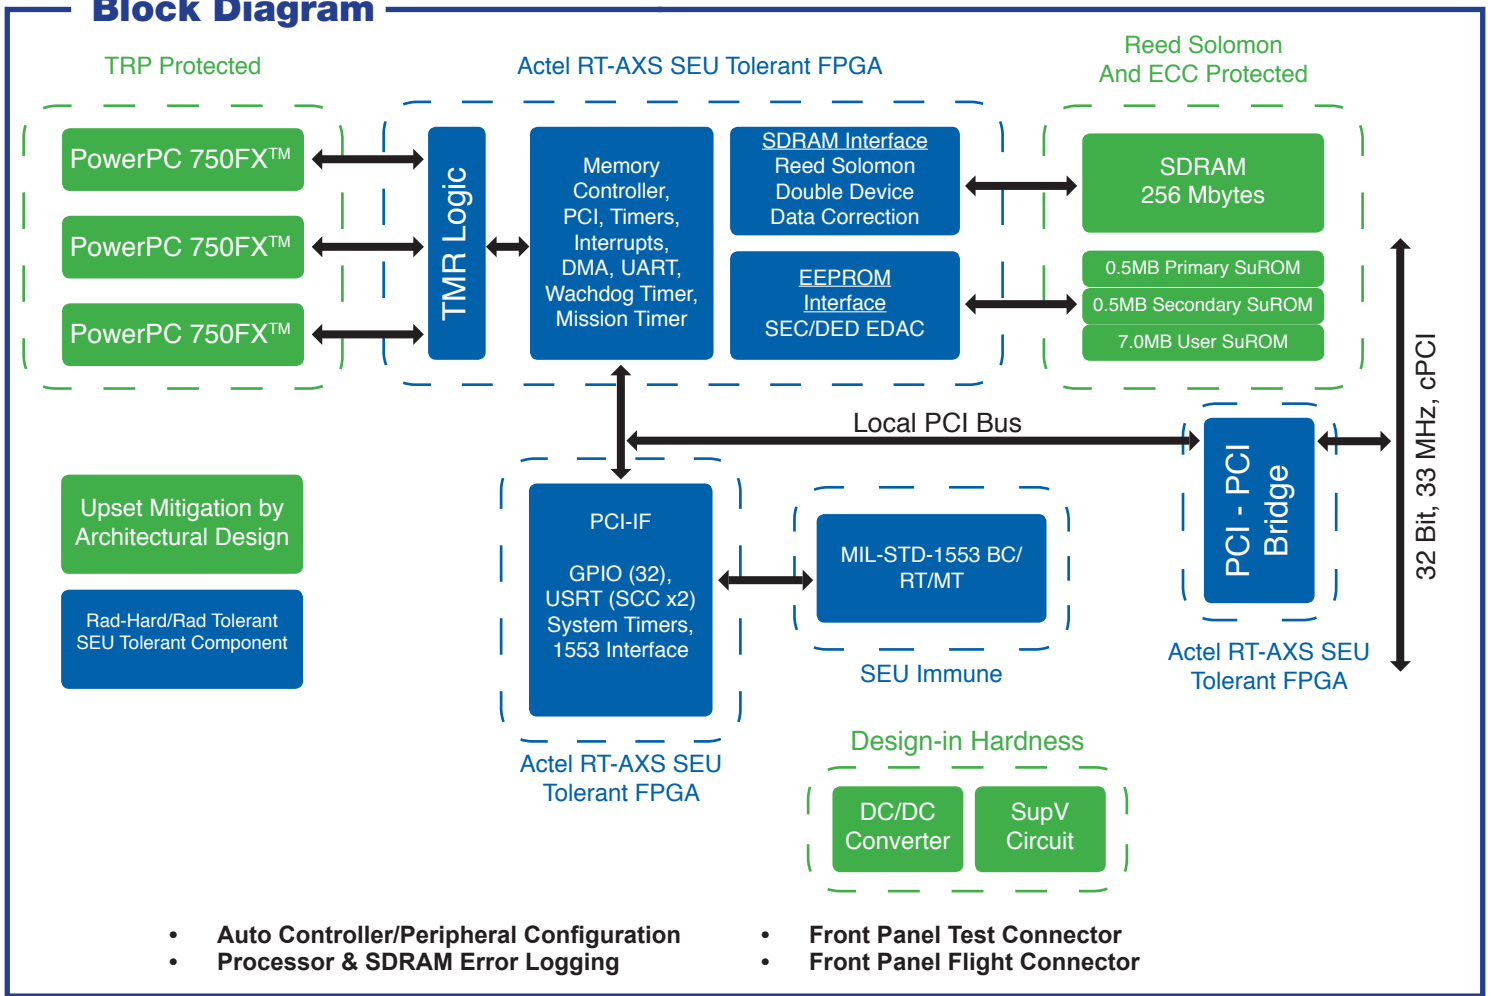 Block Diagram
TRP Protected
Actel RT-AXS SEU Tolerant FPGA
Reed Solomon
And ECC Protected
PowerPC 750FX™
PowerPC 750FX™
PowerPC 750FX™
TMR Logic
Memory
Controller,
PCI, Timers,
Interrupts,
DMA, UART,
Wachdog Timer,
Mission Timer
SDRAM Interface
Reed Solomon
Double Device
Data Correction
EEPROM
Interface
SEC/DED EDAC
SDRAM
256 Mbytes
0.5MB Primary SuROM
0.5MB Secondary SuROM
7.0MB User SuROM
32 Bit, 33 MHz, cPCI
Local PCI Bus
PCI - PCI
Bridge
Actel RT-AXS SEU
Tolerant FPGA
Upset Mitigation by
Architectural Design
Rad-Hard/Rad Tolerant
SEU Tolerant Component
PCI-IF
GPIO (32),
USRT (SCC x2)
System Timers,
1553 Interface
Actel RT-AXS SEU
Tolerant FPGA
MIL-STD-1553 BC/
RT/MT
SEU Immune
Design-in Hardness
DC/DC
Converter
SupV
Circuit
• Auto Controller/Peripheral Configuration
• Processor & SDRAM Error Logging
• Front Panel Test Connector
• Front Panel Flight Connector